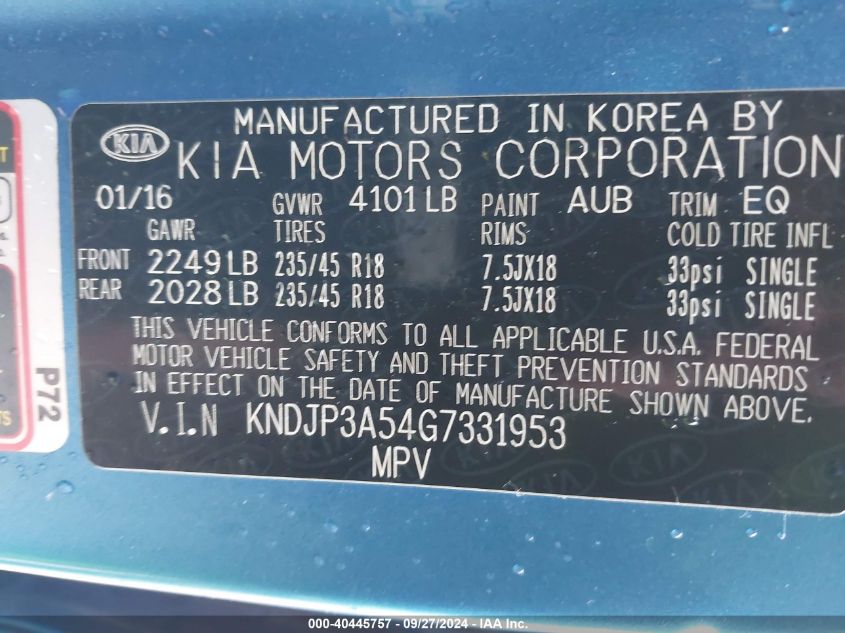 MANUFACTURED IN KOREA BY
KIA
KIA MOTORS CORPORATION
01/16 GVWR 4101 LB PAINT AUB TRIM EQ
GAWR TIRES RIMS COLD TIRE INFL
FRONT 2249 LB 235/45 R18 7.5JX18 33psi SINGLE
REAR 2028 LB 235/45 R18 7.5JX18 33psi SINGLE
THIS VEHICLE CONFORMS TO ALL APPLICABLE U.S.A. FEDERAL
MOTOR VEHICLE SAFETY AND THEFT PREVENTION STANDARDS
IN EFFECT ON THE DATE OF MANUFACTURE SHOWN ABOVE.
V.I.N KNDJP3A54G7331953
MPV
P72
000-40445757 - 09/27/2024 - IAA Inc.